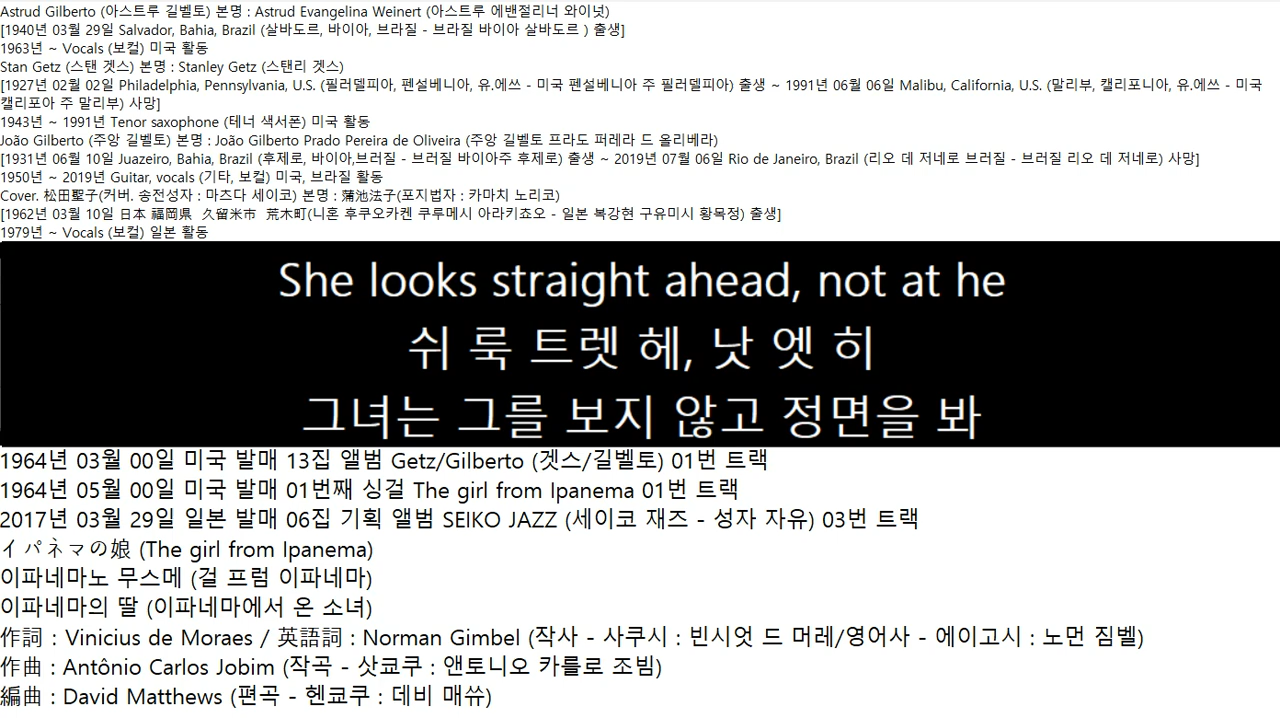 Astrud Gilberto (아스트루 길벨토) 본명 : Astrud Evangelina Weinert (아스트루 에밴절리너 와이넛)
[1940년 03월 29일 Salvador, Bahia, Brazil (살바도르, 바이아, 브라질 - 브라질 바이아 살바도르 ) 출생]
1963년 ~ Vocals (보컬) 미국 활동
Stan Getz (스탠 겟스) 본명 : Stanley Getz (스탠리 겟스)
[1927년 02월 02일 Philadelphia, Pennsylvania, U.S. (필러델피아, 펜설베니아, 유.에쓰 - 미국 펜설베니아 주 필러델피아) 출생 ~ 1991년 06월 06일 Malibu, California, U.S. (말리부, 캘리포니아, 유.에쓰 - 미국
캘리포아 주 말리부) 사망]
1943년 ~ 1991년 Tenor saxophone (테너 색서폰) 미국 활동
João Gilberto (주앙 길벨토) 본명 : João Gilberto Prado Pereira de Oliveira (주앙 길벨토 프라도 퍼레라 드 올리베라)
[1931년 06월 10일 Juazeiro, Bahia, Brazil (후제로, 바이아,브러질 - 브러질 바이아주 후제로) 출생 ~ 2019년 07월 06일 Rio de Janeiro, Brazil (리오 데 저네로 브러질 - 브러질 리오 데 저네로) 사망]
1950년 ~ 2019년 Guitar, vocals (기타, 보컬) 미국, 브라질 활동
Cover. 松田聖子(커버. 송전성자 : 마즈다 세이코) 본명 : 蒲池法子(포지법자 : 카마치 노리코)
[1962년 03월 10일 日本 福岡県 久留米市 荒木町(니혼 후쿠오카켄 쿠루메시 아라키쵸오 - 일본 복강현 구유미시 황목정) 출생]
1979년 ~ Vocals (보컬) 일본 활동
She looks straight ahead, not at he
쉬 룩 트렛 헤, 낫 엣 히
그녀는 그를 보지 않고 정면을 봐
1964년 03월 00일 미국 발매 13집 앨범 Getz/Gilberto (겟스/길벨토) 01번 트랙
1964년 05월 00일 미국 발매 01번째 싱걸 The girl from Ipanema 01번 트랙
2017년 03월 29일 일본 발매 06집 기획 앨범 SEIKO JAZZ (세이코 재즈 - 성자 자유) 03번 트랙
イパネマの娘 (The girl from Ipanema)
이파네마노 무스메 (걸 프럼 이파네마)
이파네마의 딸 (이파네마에서 온 소녀)
作詞 : Vinicius de Moraes / 英語詞 : Norman Gimbel (작사 - 사쿠시 : 빈시엇 드 머레/영어사 - 에이고시 : 노먼 짐벨)
作曲 : Antônio Carlos Jobim (작곡 - 삿쿄쿠 : 앤토니오 카를로 조빔)
編曲 : David Matthews (편곡 - 헨쿄쿠 : 데비 매쓔)